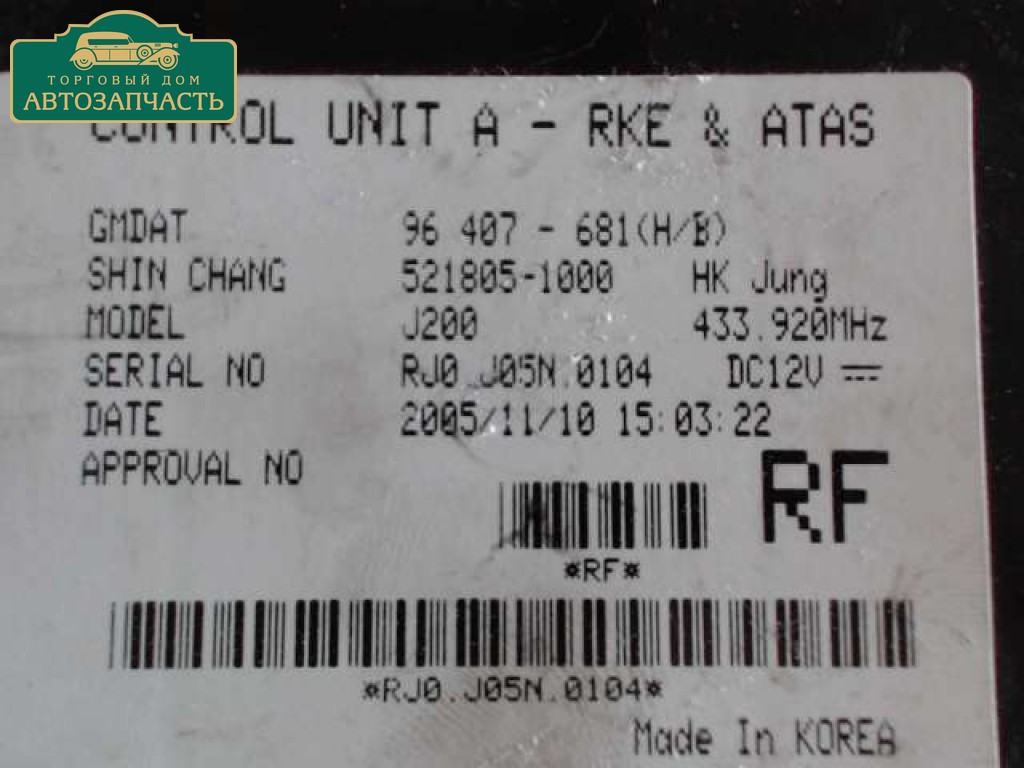 ТОРГОВЫЙ ДОМ
АВТОЗАПЧАСТЬ
CONTROL UNIT A - RKE & ATAS
GMDAT 96 407 - 681(H/B)
SHIN CHANG 521805-1000 HK Jung
MODEL J200 433.920MHz
SERIAL NO RJ0.J05N.0104 DC12V ⎓
DATE 2005/11/10 15:03:22
APPROVAL NO
RF
*RF*
*RJ0.J05N.0104*
Made In KOREA